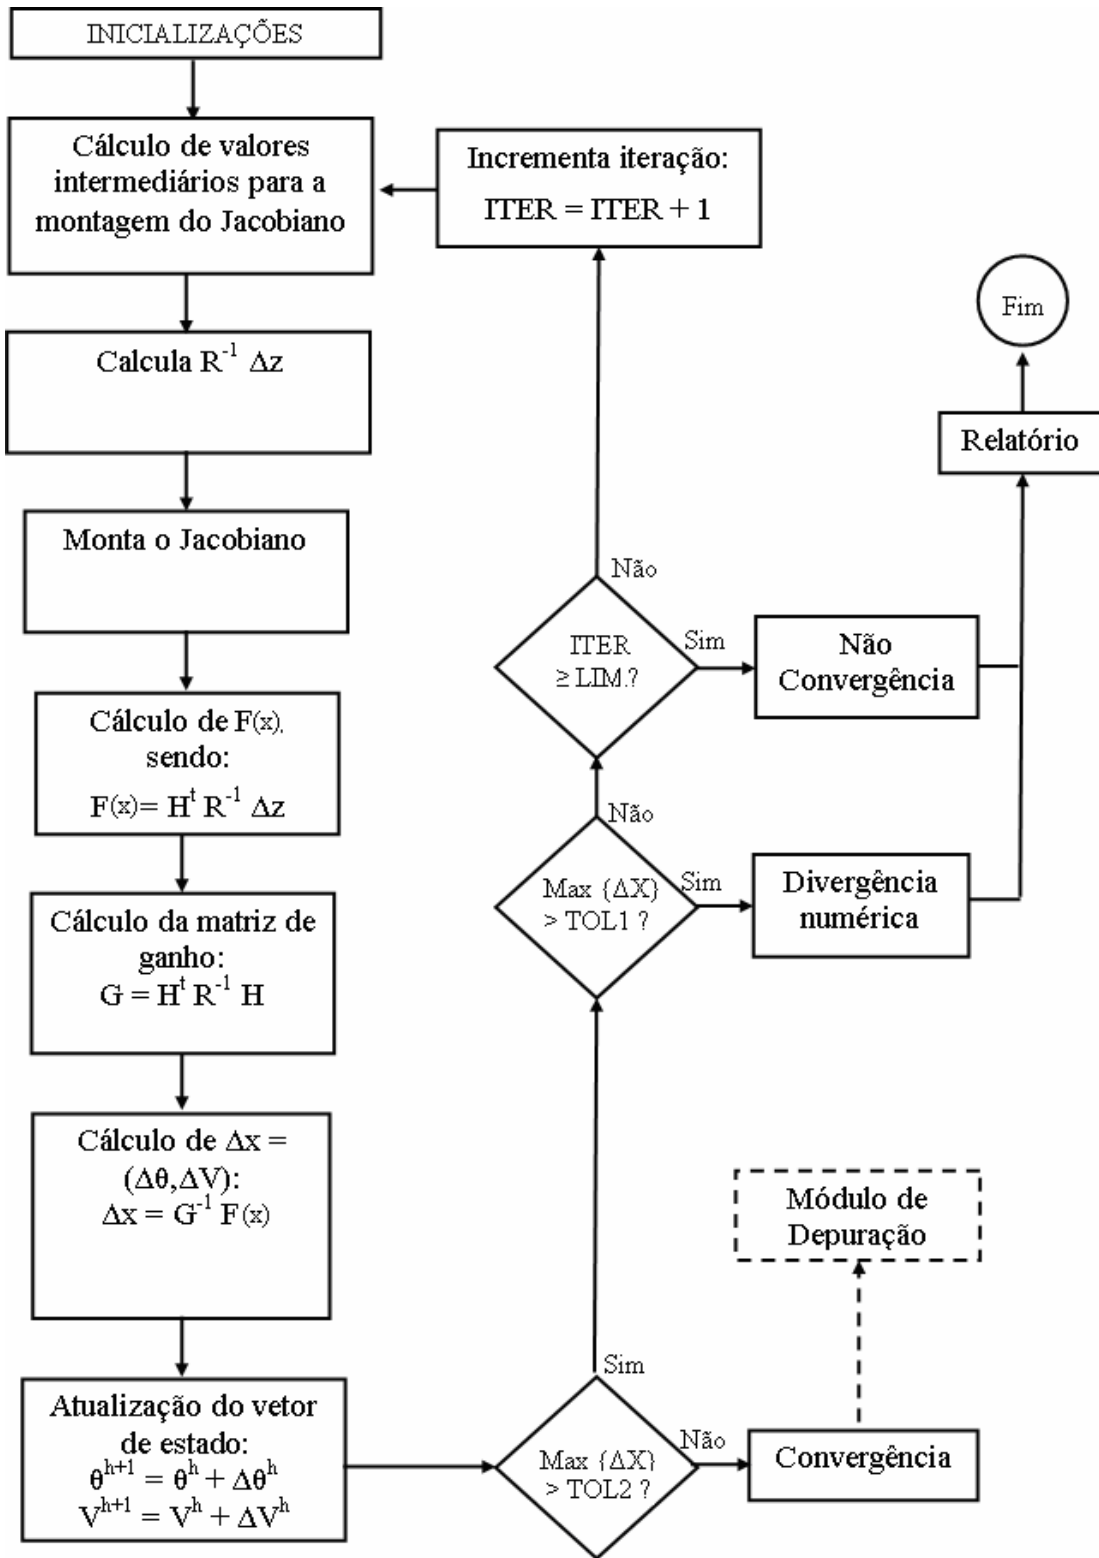 INICIALIZAÇÕES
Cálculo de valores
intermediários para a
montagem do Jacobiano
Calcula R⁻¹ Δz
Monta o Jacobiano
Cálculo de F(x),
sendo:
F(x)= Hᵗ R⁻¹ Δz
Cálculo da matriz de
ganho:
G = Hᵗ R⁻¹ H
Cálculo de Δx =
(Δθ,ΔV):
Δx = G⁻¹ F(x)
Atualização do vetor
de estado:
θʰ⁺¹ = θʰ + Δθʰ
Vʰ⁺¹ = Vʰ + ΔVʰ
Max {ΔX}
> TOL2 ?
Não
Convergência
Módulo de
Depuração
Sim
Max {ΔX}
> TOL1 ?
Sim
Divergência
numérica
Não
ITER
≥ LIM.?
Sim
Não
Convergência
Não
Incrementa iteração:
ITER = ITER + 1
Relatório
Fim